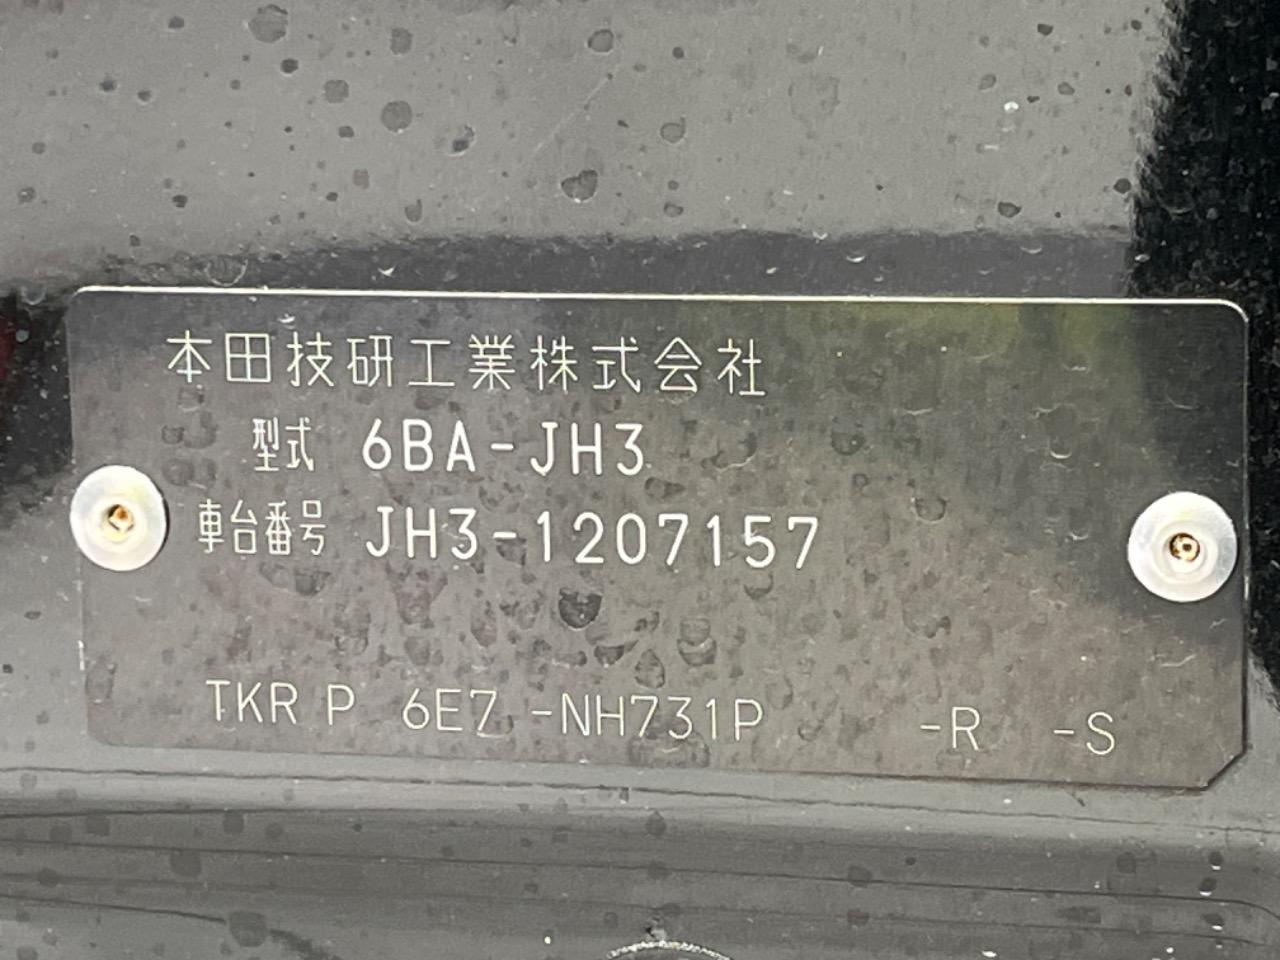 本田技研工業株式会社
型式 6BA-JH3
車台番号 JH3-1207157
TKR P 6E7 -NH731P -R -S